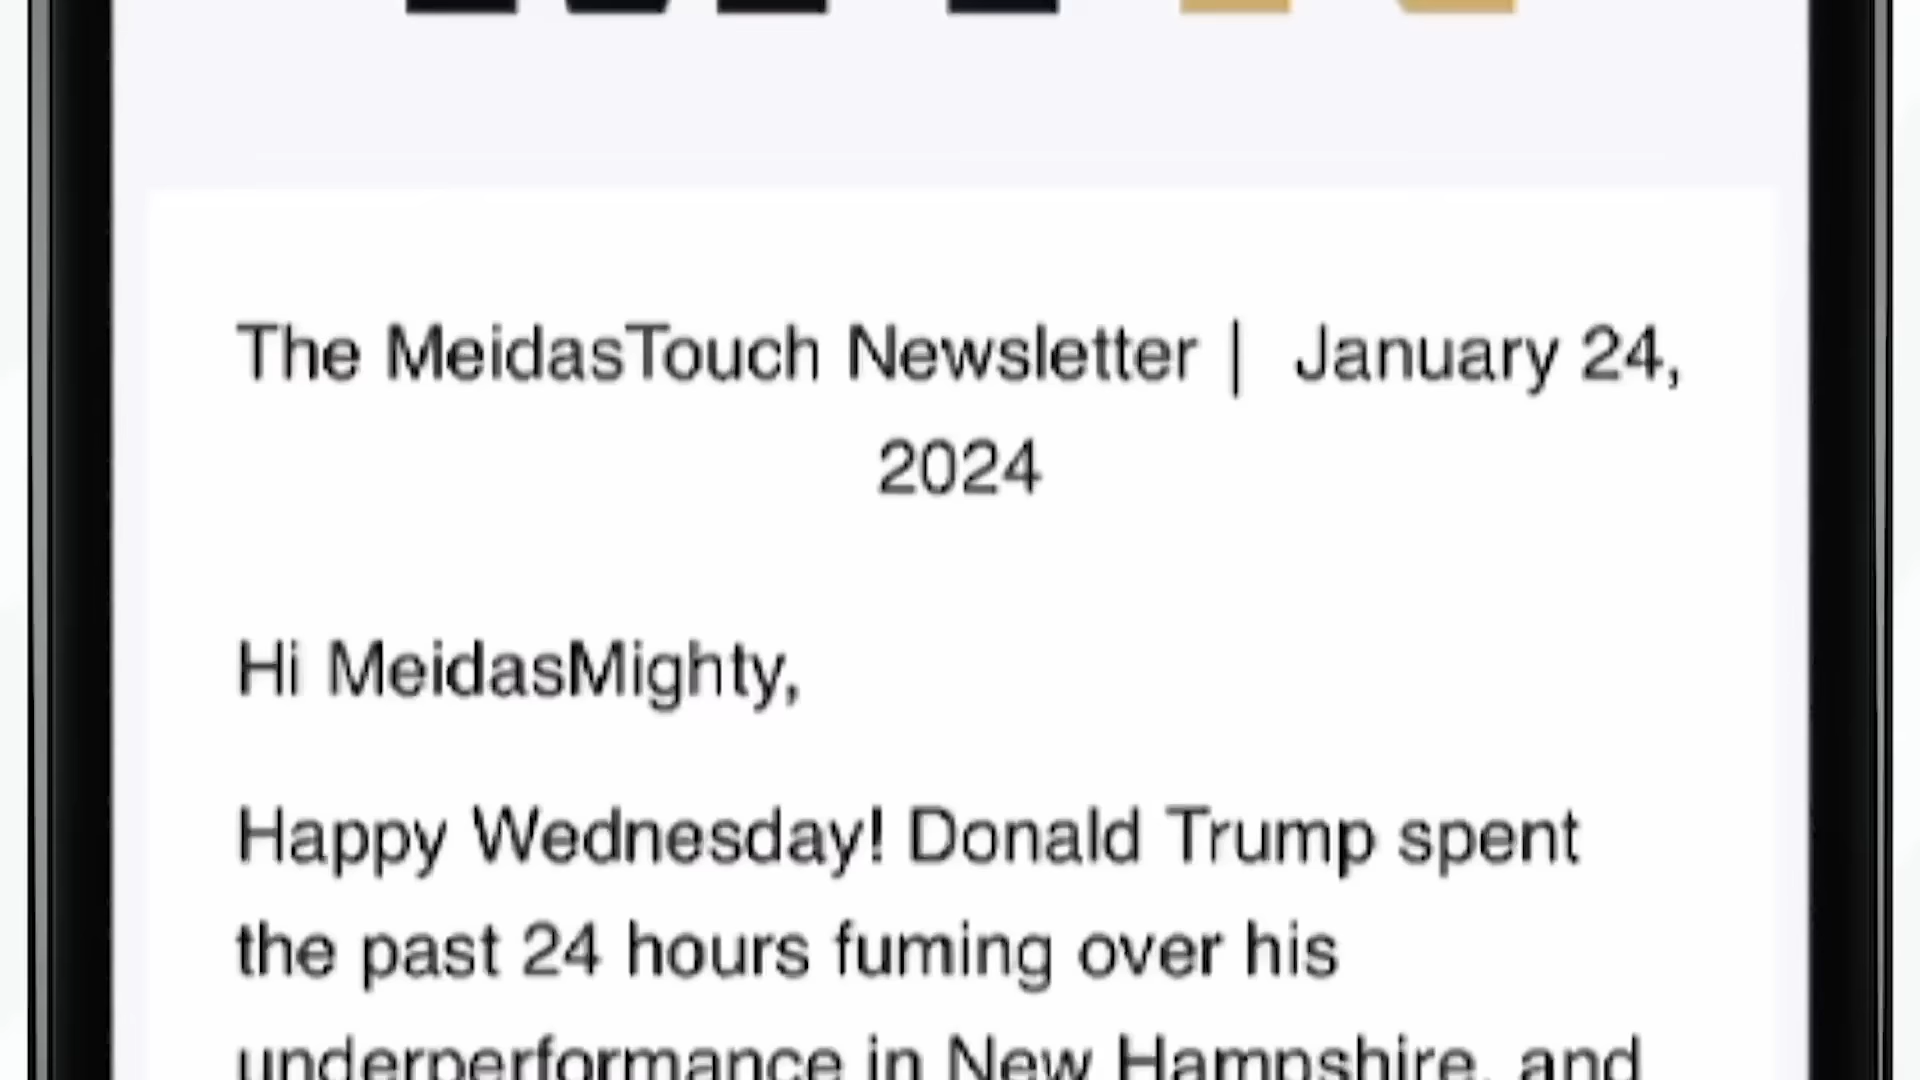 The MeidasTouch Newsletter | January 24,
2024
Hi MeidasMighty,
Happy Wednesday! Donald Trump spent
the past 24 hours fuming over his
underperformance in New Hampshire, and